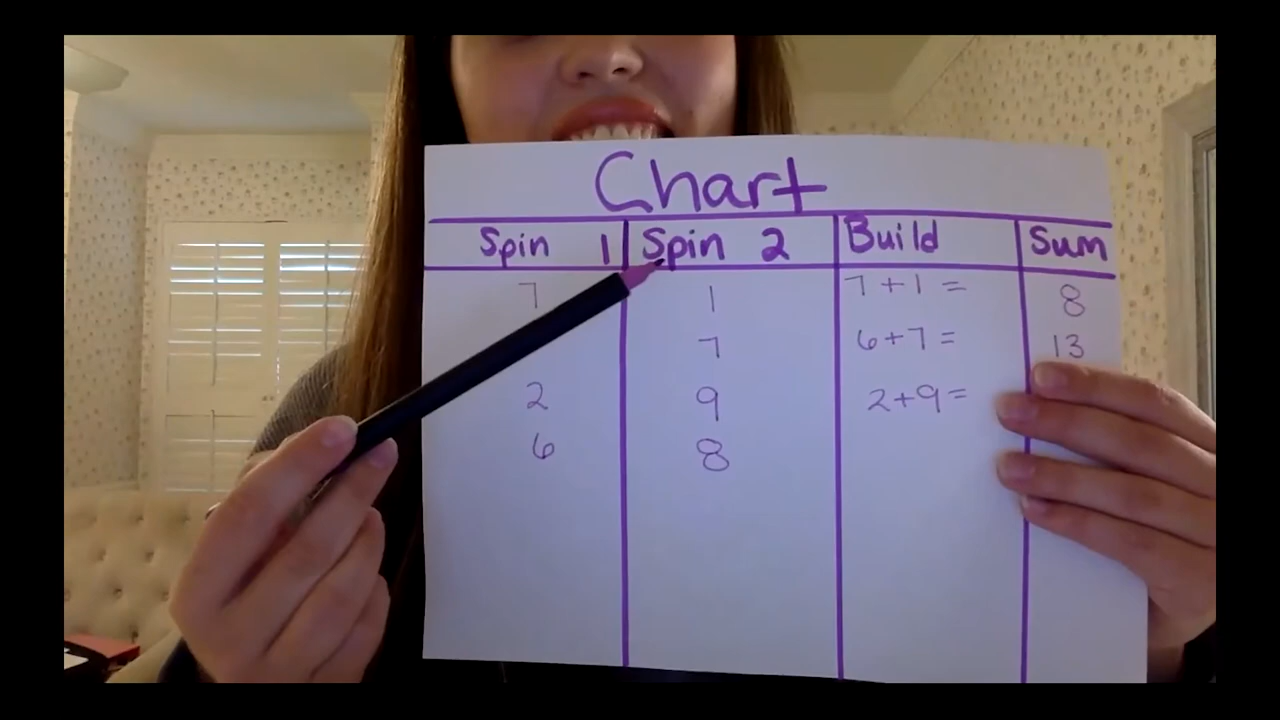 Chart
Spin 1 Spin 2 Build Sum
7 1 7+1= 8
7 6+7= 13
2 9 2+9=
6 8